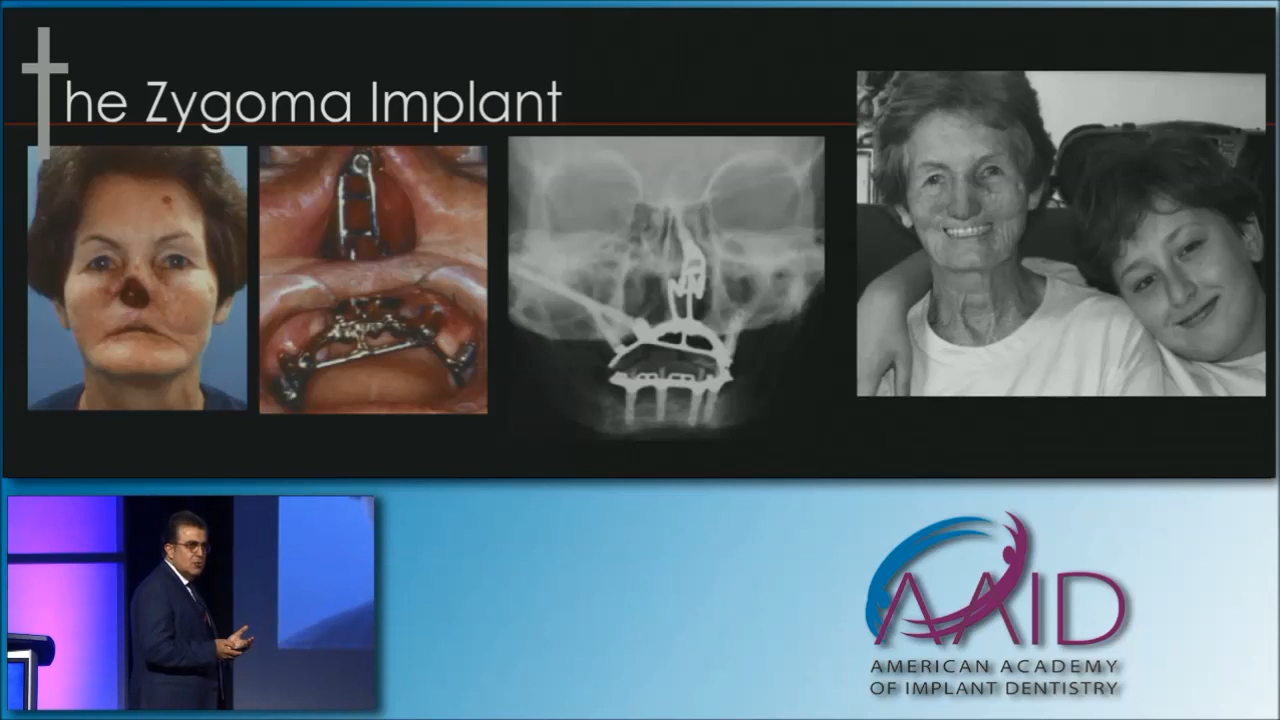 the Zygoma Implant
AAID
AMERICAN ACADEMY
OF IMPLANT DENTISTRY